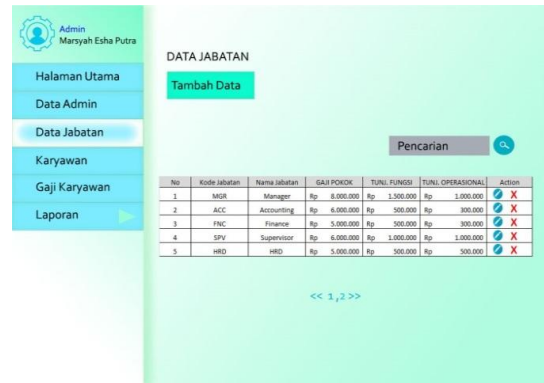 Admin
Marsyah Esha Putra
Halaman Utama
Data Admin
Data Jabatan
Karyawan
Gaji Karyawan
Laporan
DATA JABATAN
Tambah Data
Pencarian
No Kode Jabatan Nama Jabatan GAJI POKOK TUNJ. FUNGSI TUNJ. OPERASIONAL Action
1 MGR Manager Rp 8.000.000 Rp 1.500.000 Rp 1.000.000 X
2 ACC Accounting Rp 6.000.000 Rp 500.000 Rp 300.000 X
3 FNC Finance Rp 5.000.000 Rp 500.000 Rp 300.000 X
4 SPV Supervisor Rp 6.000.000 Rp 1.000.000 Rp 1.000.000 X
5 HRD HRD Rp 5.000.000 Rp 500.000 Rp 500.000 X
<< 1,2 >>